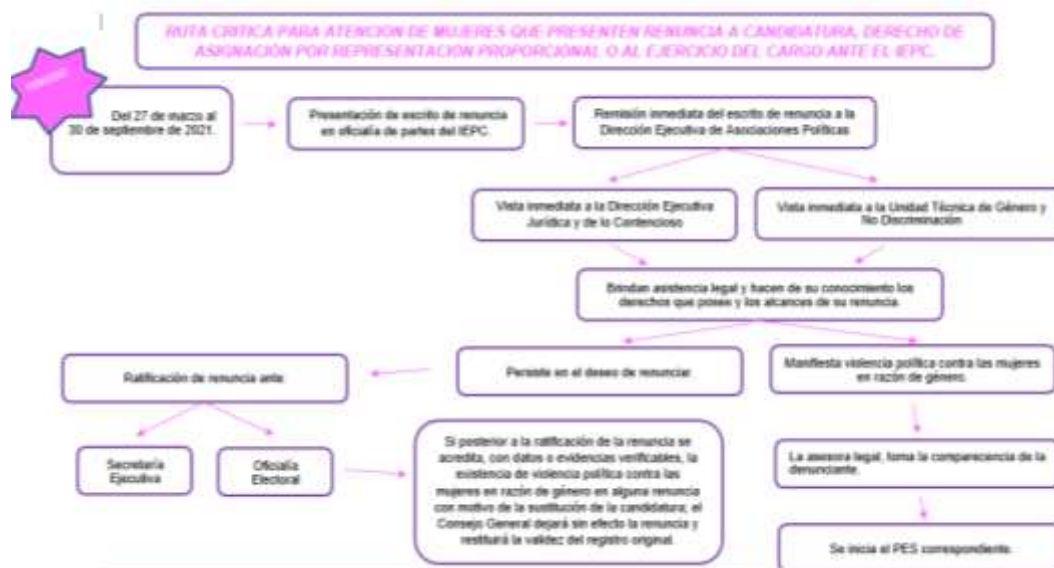 RUTA CRITICA PARA ATENCION DE MUJERES QUE PRESENTEN RENUNCIA A CANDIDATURA, DERECHO DE
ASIGNACIÓN POR REPRESENTACIÓN PROPORCIONAL O AL EJERCICIO DEL CARGO ANTE EL IEPC.
Del 27 de marzo al
30 de septiembre de 2021.
Presentación de escrito de renuncia
en oficialía de partes del IEPC.
Remisión inmediata del escrito de renuncia a la
Dirección Ejecutiva de Asociaciones Políticas
Vista inmediata a la Dirección Ejecutiva
Jurídica y de lo Contencioso
Vista inmediata a la Unidad Técnica de Género y
No Discriminación
Brindan asistencia legal y hacen de su conocimiento los
derechos que posee y los alcances de su renuncia.
Ratificación de renuncia ante
Persiste en el deseo de renunciar.
Manifiesta violencia política contra las mujeres
en razón de género.
Secretaría
Ejecutiva
Oficialía
Electoral
Si posterior a la ratificación de la renuncia se
acredita, con datos o evidencias verificables, la
existencia de violencia política contra las
mujeres en razón de género en alguna renuncia
con motivo de la sustitución de la candidatura; el
Consejo General dejará sin efecto la renuncia y
restituirá la validez del registro original.
La asesora legal, toma la comparecencia de la
denunciante.
Se inicia el PES correspondiente.